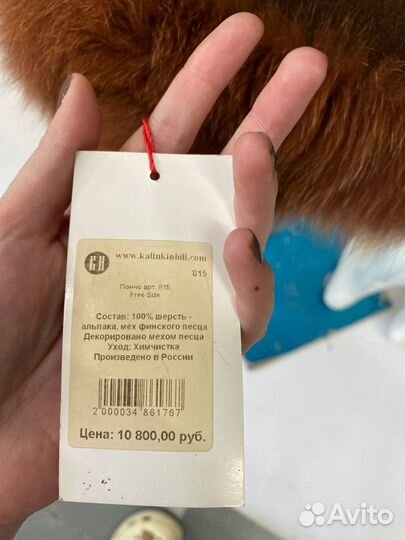 КН
www.kalinkinhill.com
815
Пончо арт. 815,
Free Size
Состав: 100% шерсть -
альпака, мех финского песца
Декорировано мехом песца
Уход: Химчистка
Произведено в России
2 000034 861767
Цена: 10 800,00 руб.
Avito